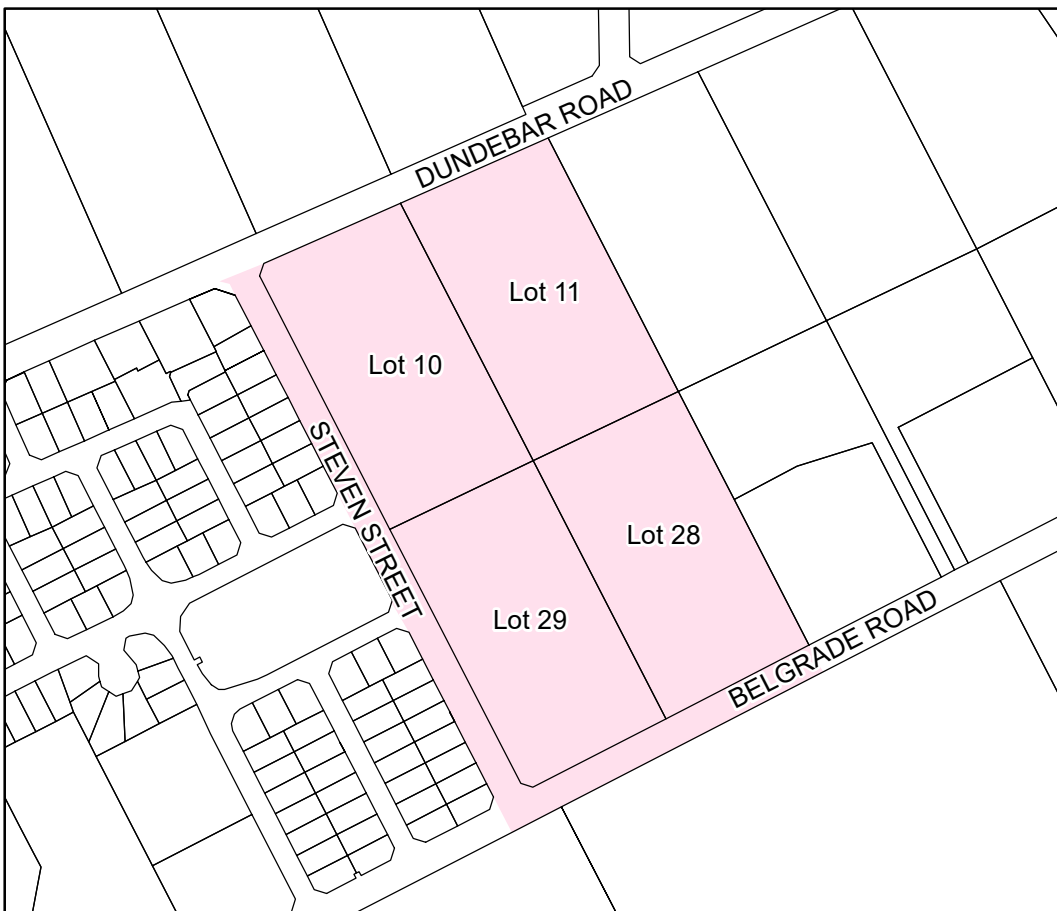 DUNDEBAR ROAD
Lot 11
Lot 10
STEVEN STREET
Lot 28
Lot 29
BELGRADE ROAD